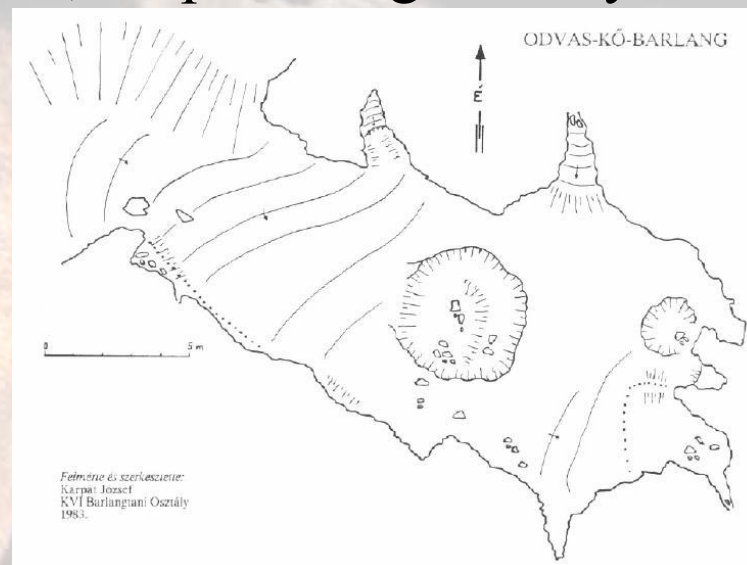 ODVAS-KŐ-BARLANG
É
0 5 m
Felmérte és szerkesztette:
Kárpát József
KVI Barlangtani Osztály
1983.